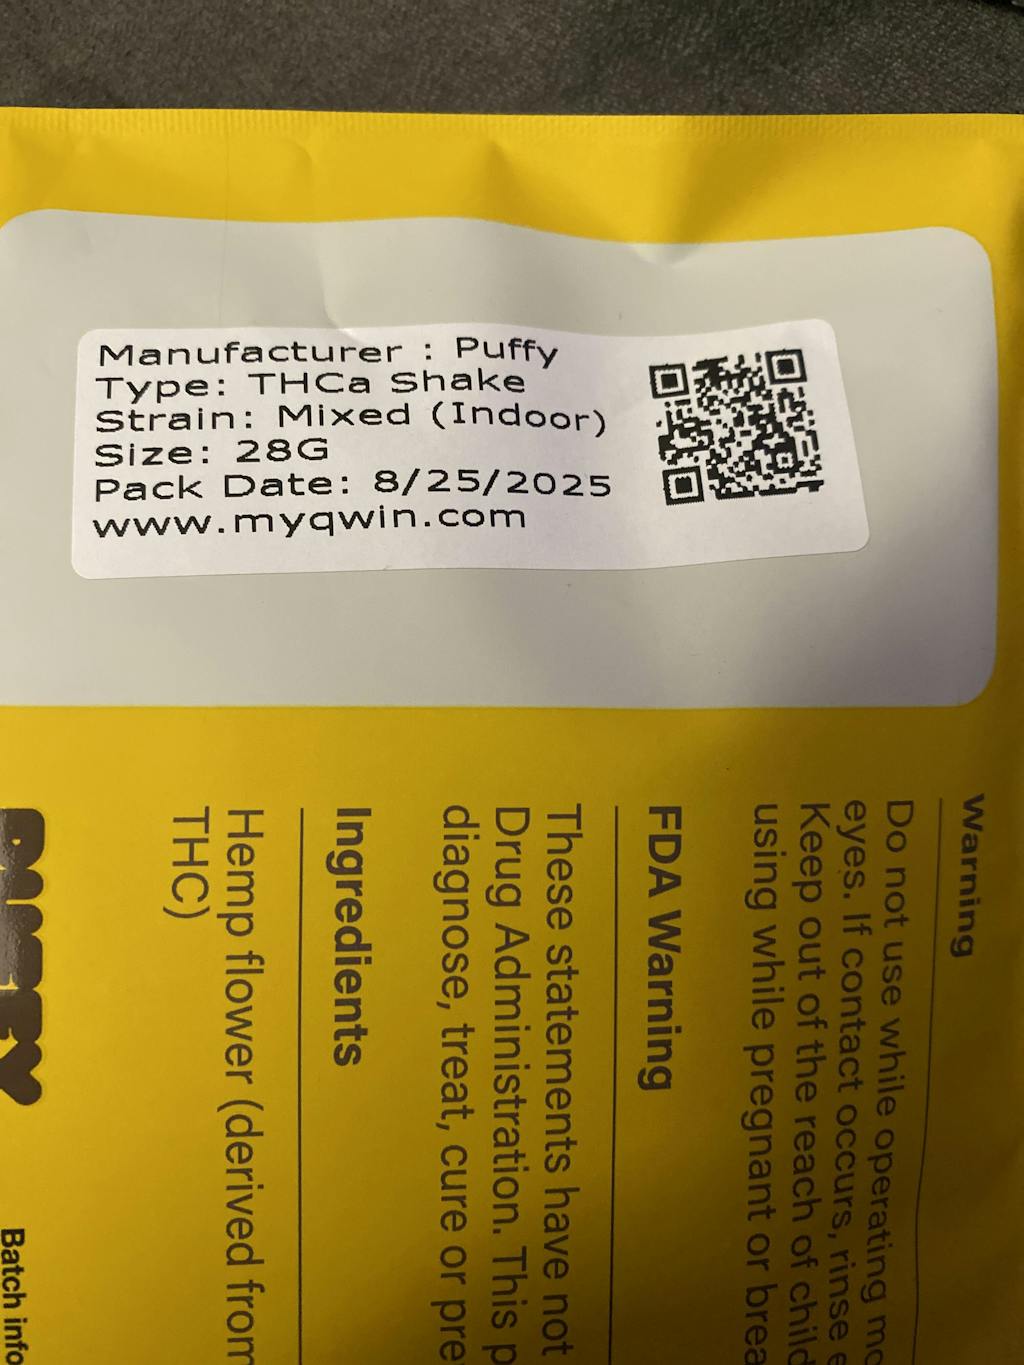 Manufacturer : Puffy
Type: THCa Shake
Strain: Mixed (Indoor)
Size: 28G
Pack Date: 8/25/2025
www.myqwin.com
Warning
Do not use while operating
eyes. If contact occurs, rinse
Keep out of the reach of
using while pregnant or
FDA Warning
These statements have not
Drug Administration. This
diagnose, treat, cure or
Ingredients
Hemp flower (derived from
THC)
PUFFY
Batch info